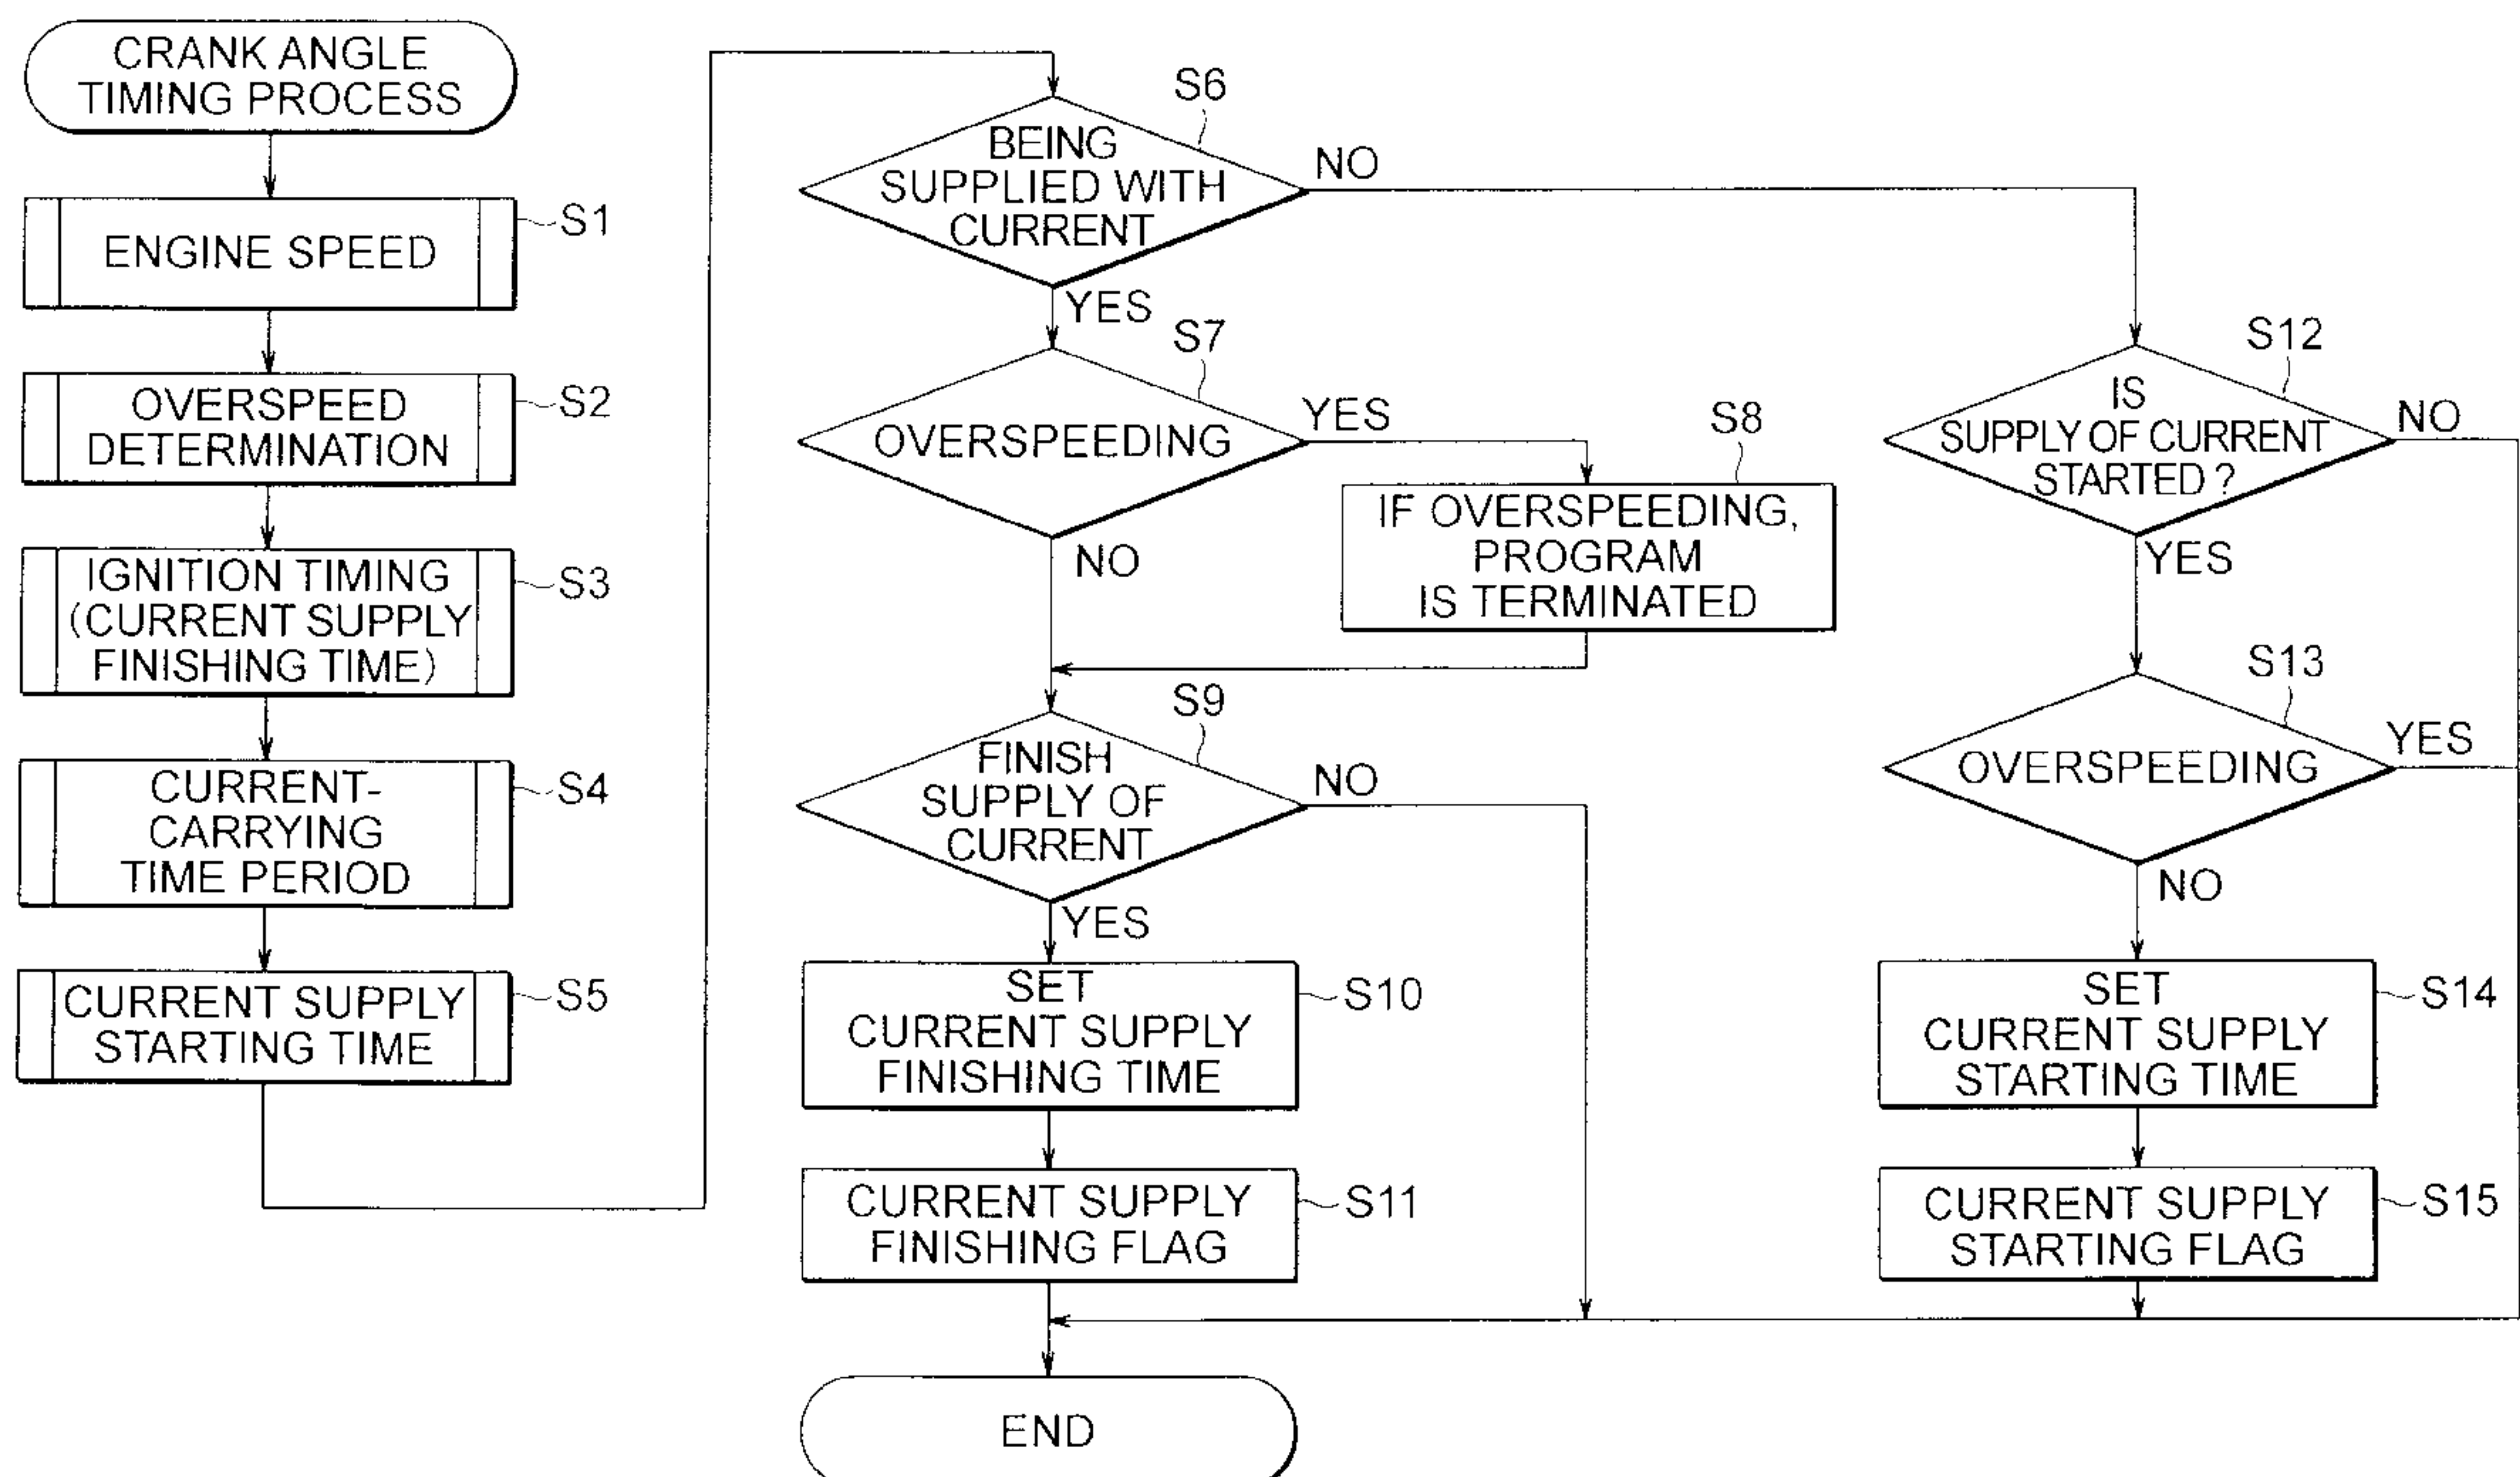 CRANK ANGLE
TIMING PROCESS
ENGINE SPEED
S1
OVERSPEED
DETERMINATION
S2
IGNITION TIMING
(CURRENT SUPPLY
FINISHING TIME)
S3
CURRENT-
CARRYING
TIME PERIOD
S4
CURRENT SUPPLY
STARTING TIME
S5
S6
BEING
SUPPLIED WITH
CURRENT
NO
YES
S7
OVERSPEEDING
YES
NO
S8
IF OVERSPEEDING,
PROGRAM
IS TERMINATED
S9
FINISH
SUPPLY OF
CURRENT
NO
YES
SET
CURRENT SUPPLY
FINISHING TIME
S10
CURRENT SUPPLY
FINISHING FLAG
S11
END
S12
IS
SUPPLY OF CURRENT
STARTED ?
NO
YES
S13
OVERSPEEDING
YES
NO
SET
CURRENT SUPPLY
STARTING TIME
S14
CURRENT SUPPLY
STARTING FLAG
S15